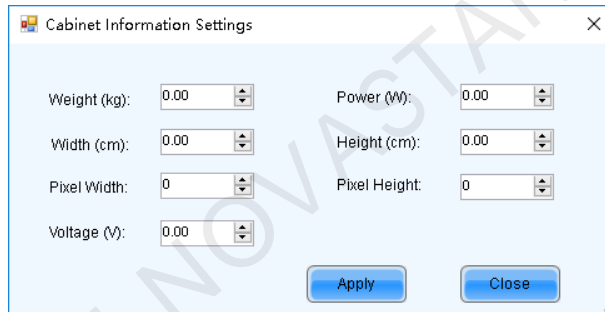 Cabinet Information Settings
Weight (kg): 0.00 Power (W): 0.00
Width (cm): 0.00 Height (cm): 0.00
Pixel Width: 0 Pixel Height: 0
Voltage (V): 0.00
Apply Close
NOVASTAR